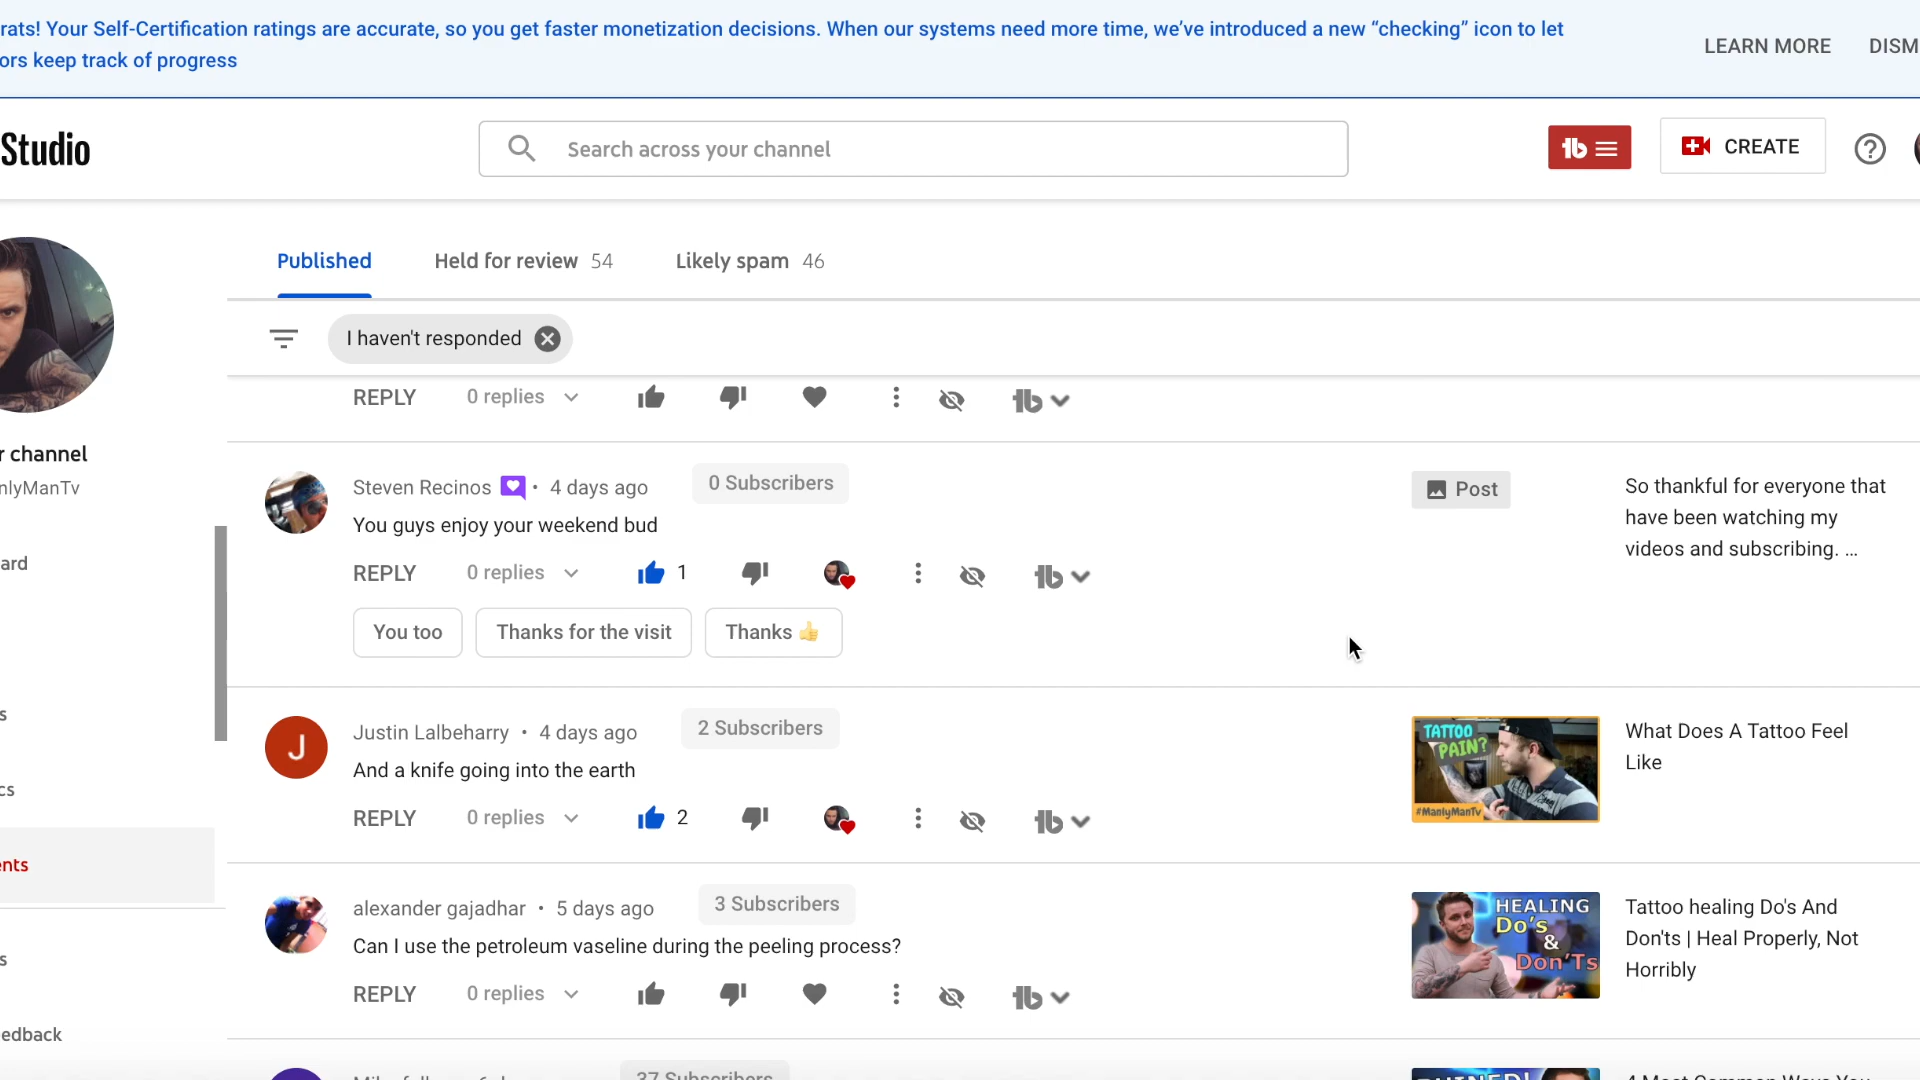 rats! Your Self-Certification ratings are accurate, so you get faster monetization decisions. When our systems need more time, we've introduced a new "checking" icon to let
ors keep track of progress
LEARN MORE
DISM
Studio
Search across your channel
CREATE
Published
Held for review 54
Likely spam 46
I haven't responded
REPLY 0 replies
r channel
nlyManTv
ard
s
cs
ents
s
edback
Steven Recinos • 4 days ago 0 Subscribers
You guys enjoy your weekend bud
REPLY 0 replies 1
You too Thanks for the visit Thanks 👍
Post
So thankful for everyone that
have been watching my
videos and subscribing. ...
J
Justin Lalbeharry • 4 days ago 2 Subscribers
And a knife going into the earth
REPLY 0 replies 2
TATTOO
PAIN?
#ManlyManTv
What Does A Tattoo Feel
Like
alexander gajadhar • 5 days ago 3 Subscribers
Can I use the petroleum vaseline during the peeling process?
REPLY 0 replies
HEALING
Do's
&
Don'Ts
Tattoo healing Do's And
Don'ts | Heal Properly, Not
Horribly
37 Subscribers